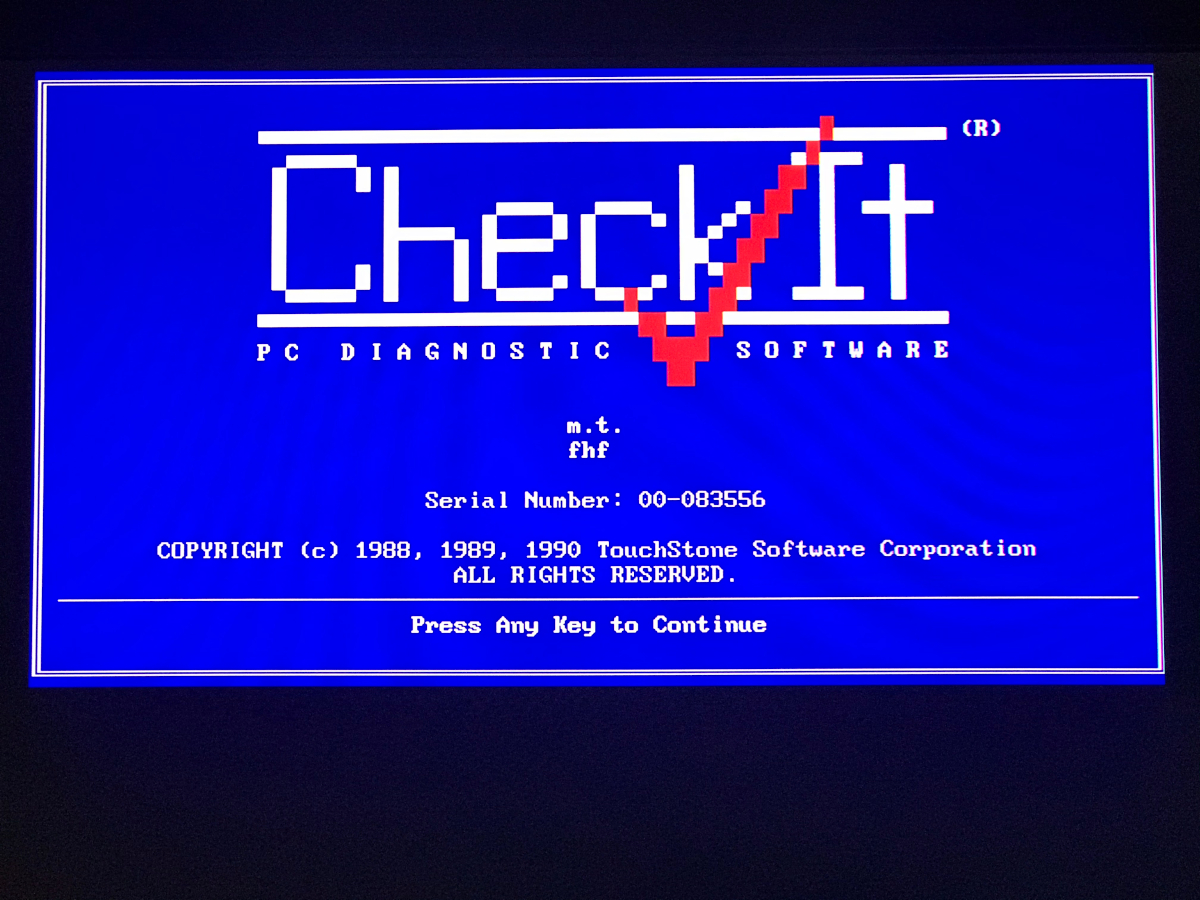 CheckIt (R)
PC DIAGNOSTIC SOFTWARE
m.t.
fhf
Serial Number: 00-083556
COPYRIGHT (c) 1988, 1989, 1990 TouchStone Software Corporation
ALL RIGHTS RESERVED.
Press Any Key to Continue